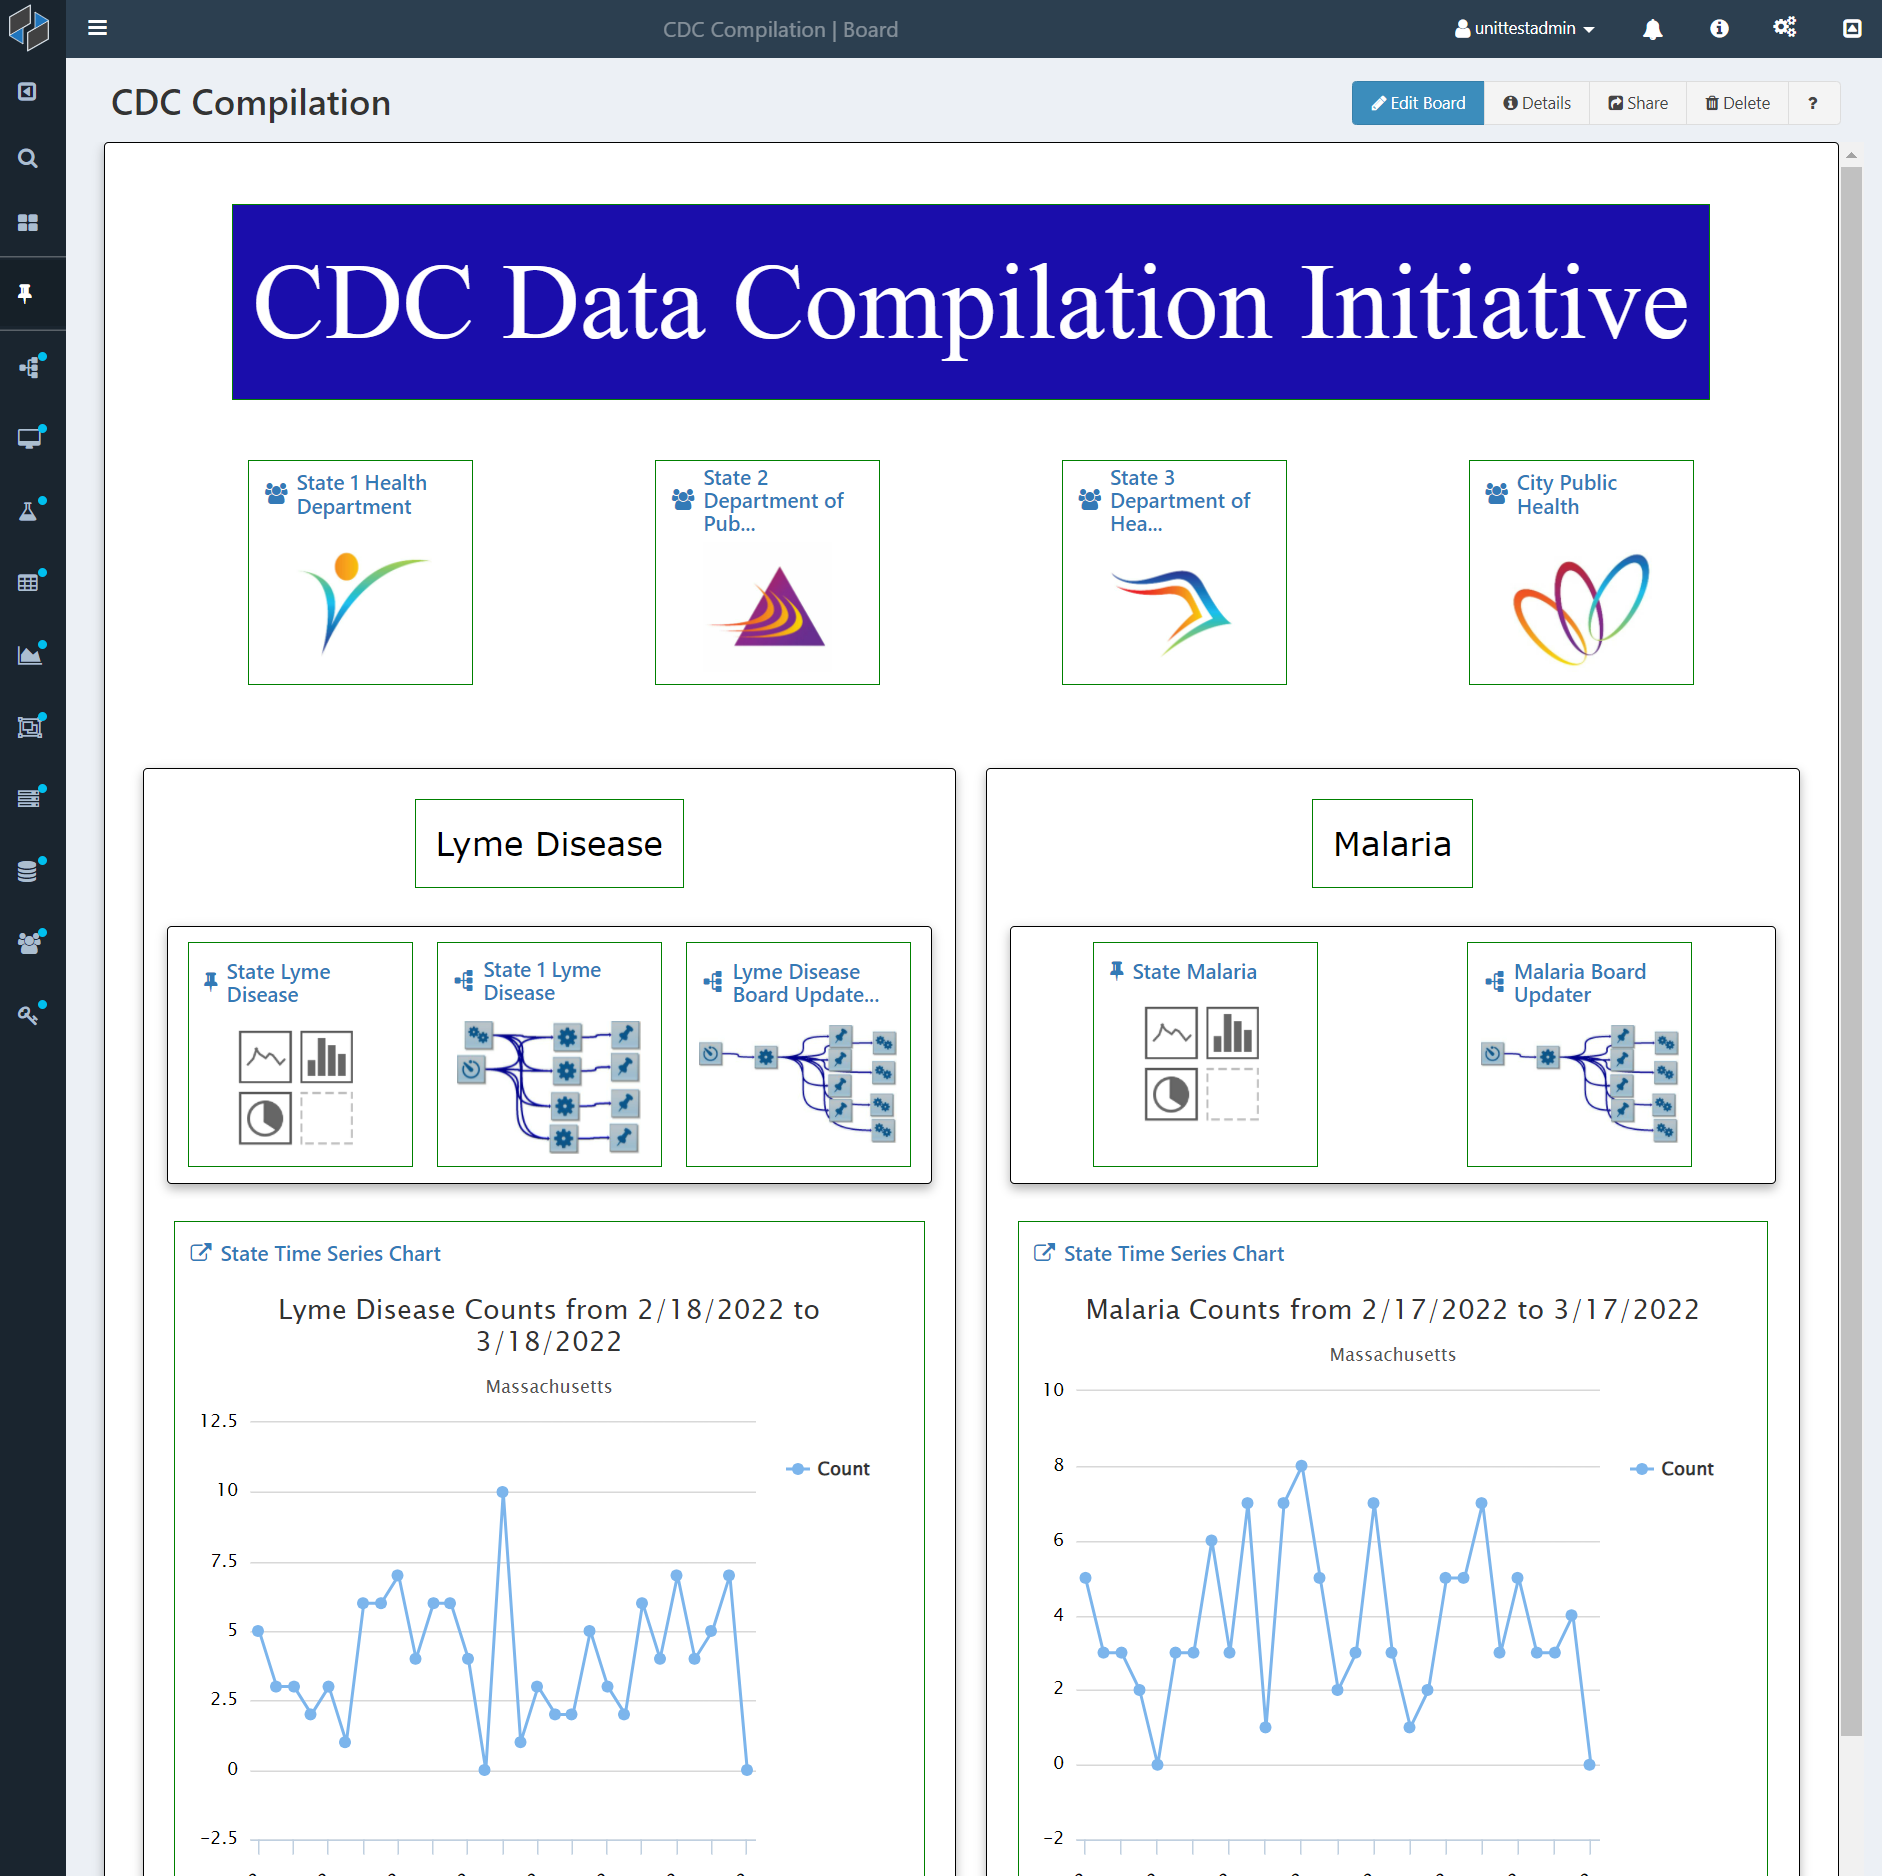 CDC Compilation | Board
unittestadmin
CDC Compilation
Edit Board
Details
Share
Delete
?
CDC Data Compilation Initiative
State 1 Health
Department
State 2
Department of
Pub...
State 3
Department of
Hea...
City Public
Health
Lyme Disease
State Lyme
Disease
State 1 Lyme
Disease
Lyme Disease
Board Update...
State Time Series Chart
Lyme Disease Counts from 2/18/2022 to
3/18/2022
Massachusetts
12.5
10
7.5
5
2.5
0
-2.5
Count
Malaria
State Malaria
Malaria Board
Updater
State Time Series Chart
Malaria Counts from 2/17/2022 to 3/17/2022
Massachusetts
10
8
6
4
2
0
-2
Count